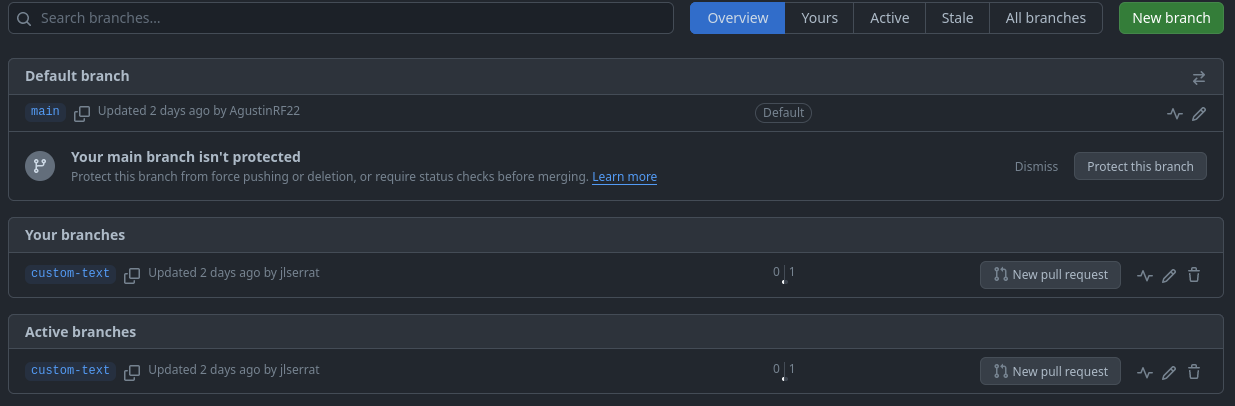 Search branches...
Overview
Yours
Active
Stale
All branches
New branch
Default branch
main
Updated 2 days ago by AgustinRF22
Default
Your main branch isn't protected
Protect this branch from force pushing or deletion, or require status checks before merging. Learn more
Dismiss
Protect this branch
Your branches
custom-text
Updated 2 days ago by jlserrat
0 | 1
New pull request
Active branches
custom-text
Updated 2 days ago by jlserrat
0 | 1
New pull request